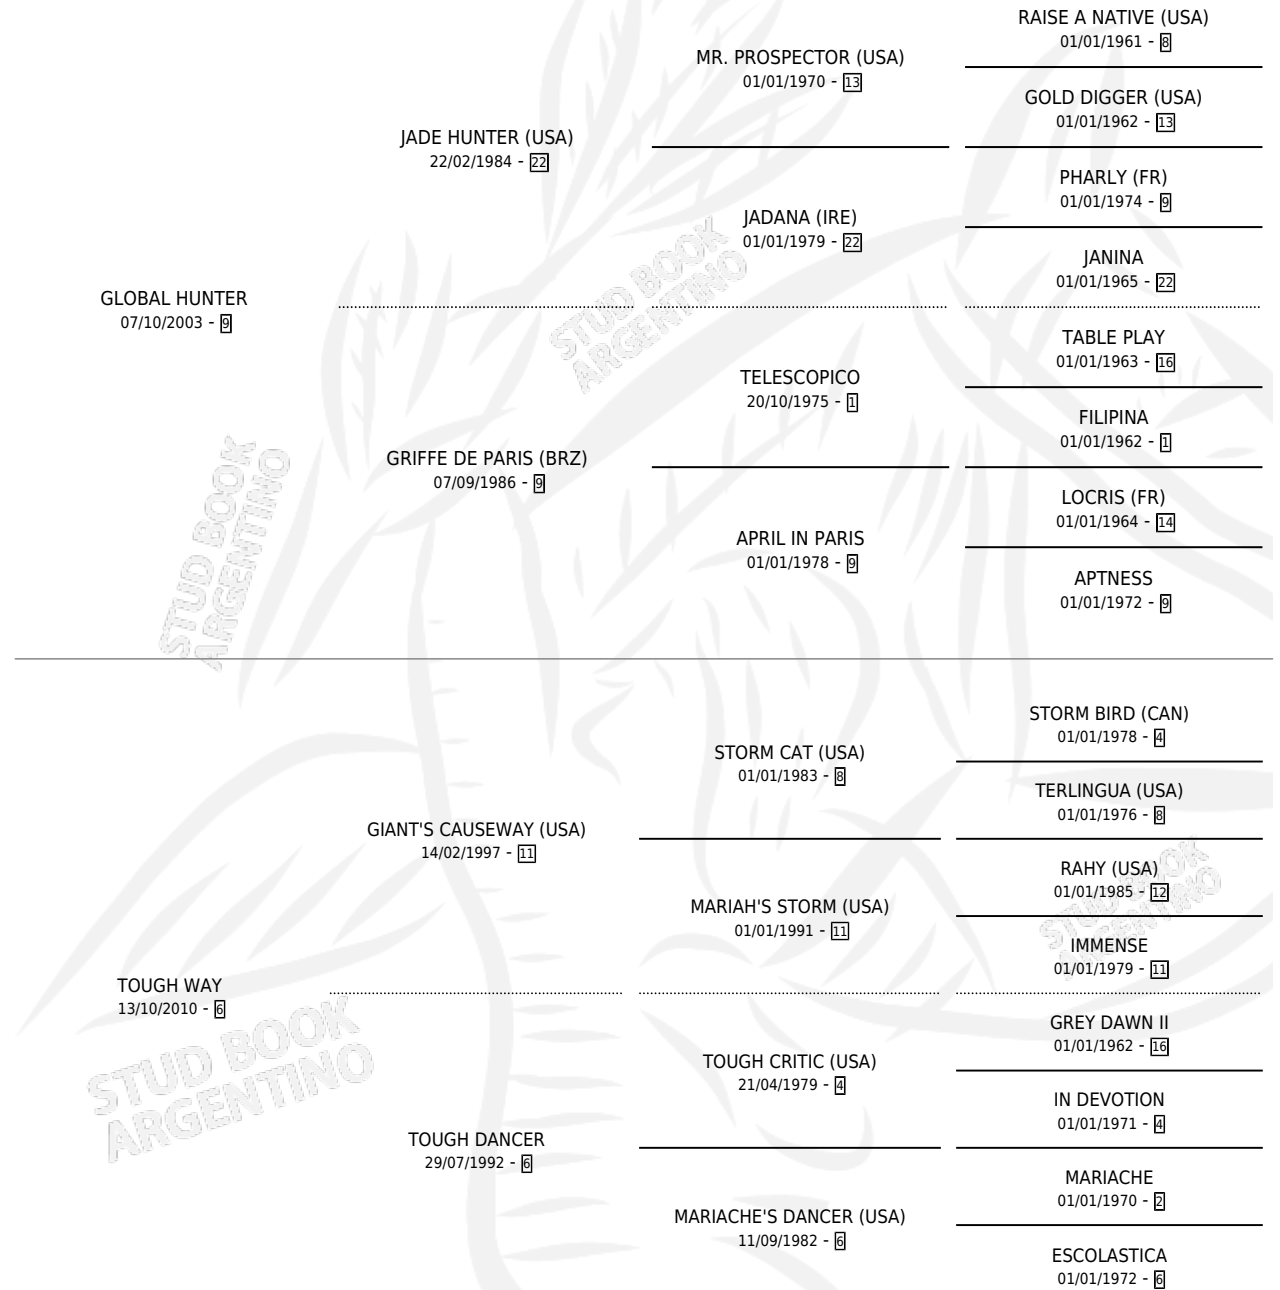 RAISE A NATIVE (USA)
01/01/1961 - 8
MR. PROSPECTOR (USA)
01/01/1970 - 13
GOLD DIGGER (USA)
01/01/1962 - 13
JADE HUNTER (USA)
22/02/1984 - 22
PHARLY (FR)
01/01/1974 - 9
JADANA (IRE)
01/01/1979 - 22
JANINA
01/01/1965 - 22
GLOBAL HUNTER
07/10/2003 - 9
TABLE PLAY
01/01/1963 - 16
TELESCOPICO
20/10/1975 - 1
FILIPINA
01/01/1962 - 1
GRIFFE DE PARIS (BRZ)
07/09/1986 - 9
LOCRIS (FR)
01/01/1964 - 14
APRIL IN PARIS
01/01/1978 - 9
APTNESS
01/01/1972 - 9
STORM BIRD (CAN)
01/01/1978 - 4
STORM CAT (USA)
01/01/1983 - 8
TERLINGUA (USA)
01/01/1976 - 8
GIANT'S CAUSEWAY (USA)
14/02/1997 - 11
RAHY (USA)
01/01/1985 - 12
MARIAH'S STORM (USA)
01/01/1991 - 11
IMMENSE
01/01/1979 - 11
TOUGH WAY
13/10/2010 - 6
GREY DAWN II
01/01/1962 - 16
TOUGH CRITIC (USA)
21/04/1979 - 4
IN DEVOTION
01/01/1971 - 4
TOUGH DANCER
29/07/1992 - 6
MARIACHE
01/01/1970 - 2
MARIACHE'S DANCER (USA)
11/09/1982 - 6
ESCOLASTICA
01/01/1972 - 6
STUD BOOK
ARGENTINO
STUD BOOK
ARGENTINO
STUD BOOK
ARGENTINO
STUD BOOK
ARGENTINO